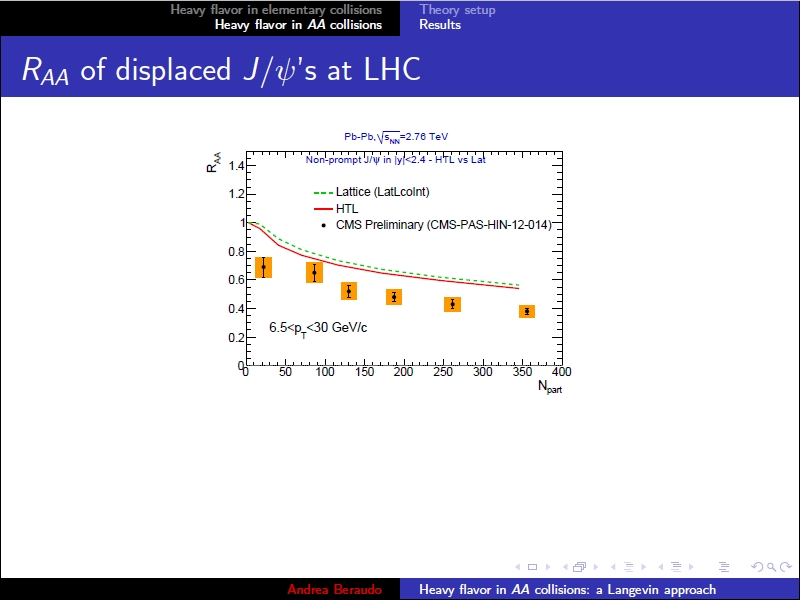 Heavy flavor in elementary collisions
Heavy flavor in AA collisions
Theory setup
Results
R_AA of displaced J/ψ's at LHC
Pb-Pb,√s_NN=2.76 TeV
Non-prompt J/ψ in |y|<2.4 - HTL vs Lat
R_AA
Lattice (LatLcoInt)
HTL
CMS Preliminary (CMS-PAS-HIN-12-014)
6.5<p_T<30 GeV/c
1.4
1.2
1
0.8
0.6
0.4
0.2
0
0 50 100 150 200 250 300 350 400
N_part
Andrea Beraudo
Heavy flavor in AA collisions: a Langevin approach